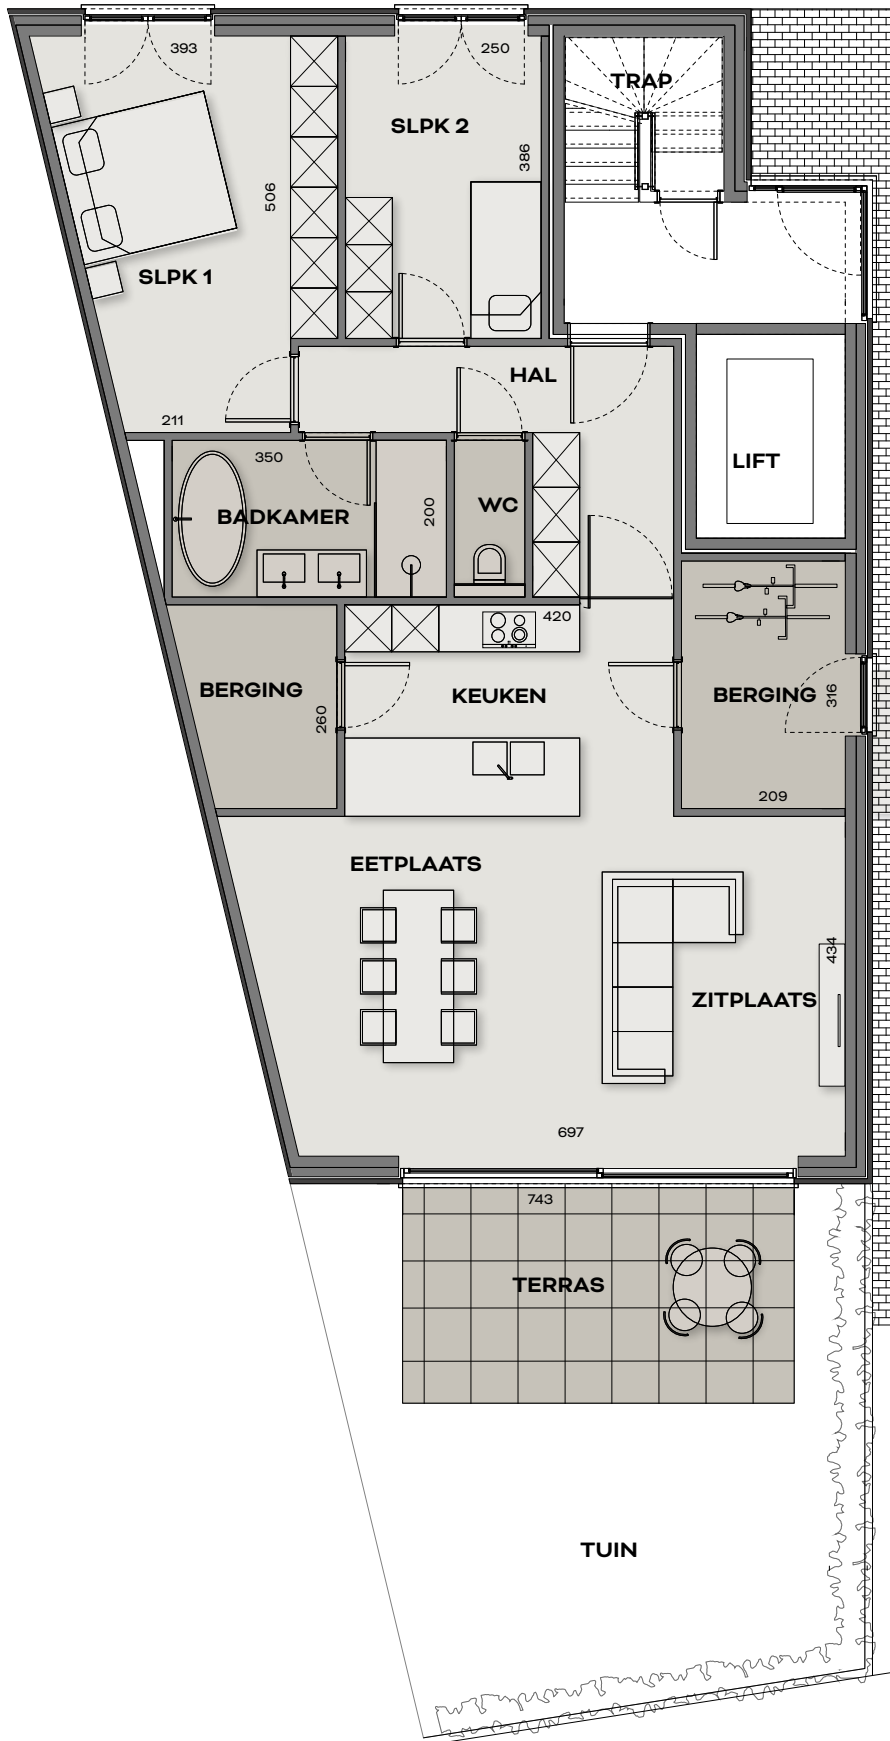 393
250
TRAP
SLPK 2
386
506
SLPK 1
HAL
211
350
LIFT
BADKAMER
200
WC
420
BERGING
KEUKEN
BERGING
316
260
209
EETPLAATS
434
ZITPLAATS
697
743
TERRAS
TUIN